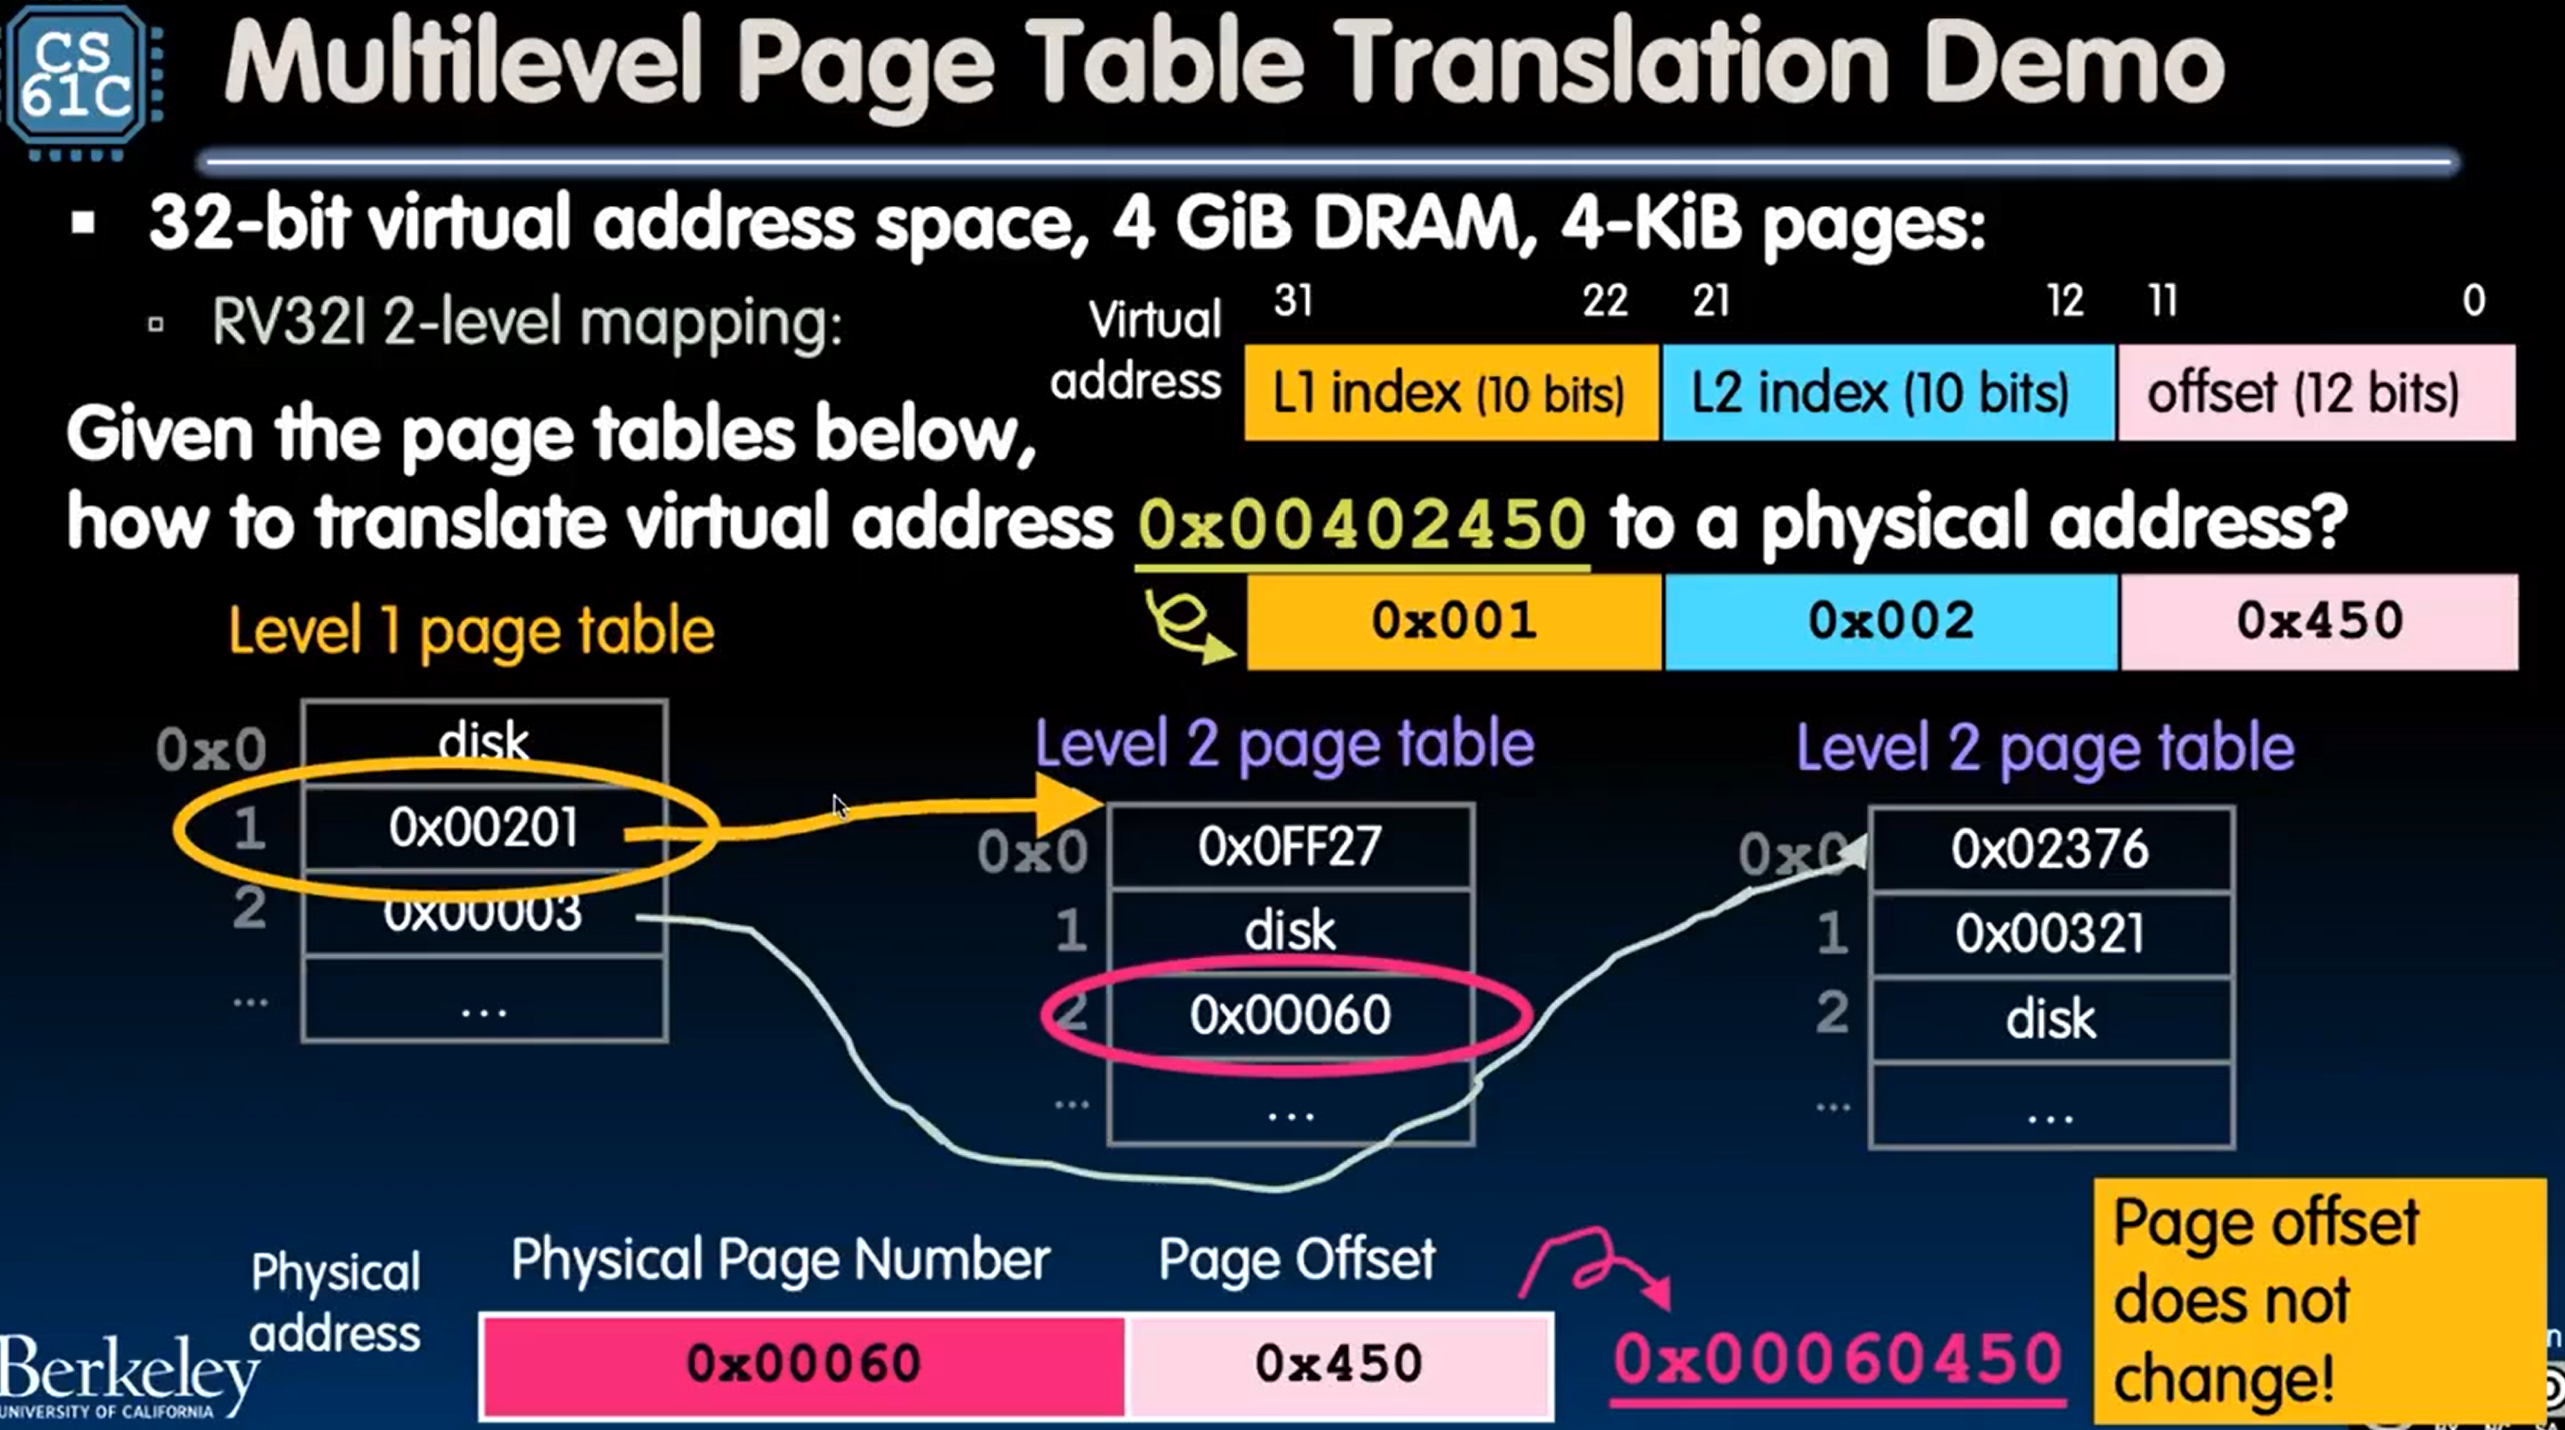 CS
61C
Multilevel Page Table Translation Demo
▪ 32-bit virtual address space, 4 GiB DRAM, 4-KiB pages:
▫ RV32I 2-level mapping:
Virtual
address
31 22 21 12 11 0
L1 index (10 bits) L2 index (10 bits) offset (12 bits)
Given the page tables below,
how to translate virtual address 0x00402450 to a physical address?
0x001 0x002 0x450
Level 1 page table
0x0 disk
1 0x00201
2 0x00003
... ...
Level 2 page table
0x0 0x0FF27
1 disk
2 0x00060
... ...
Level 2 page table
0x0 0x02376
1 0x00321
2 disk
... ...
Physical
address
Physical Page Number Page Offset
0x00060 0x450
0x00060450
Page offset
does not
change!
Berkeley
UNIVERSITY OF CALIFORNIA